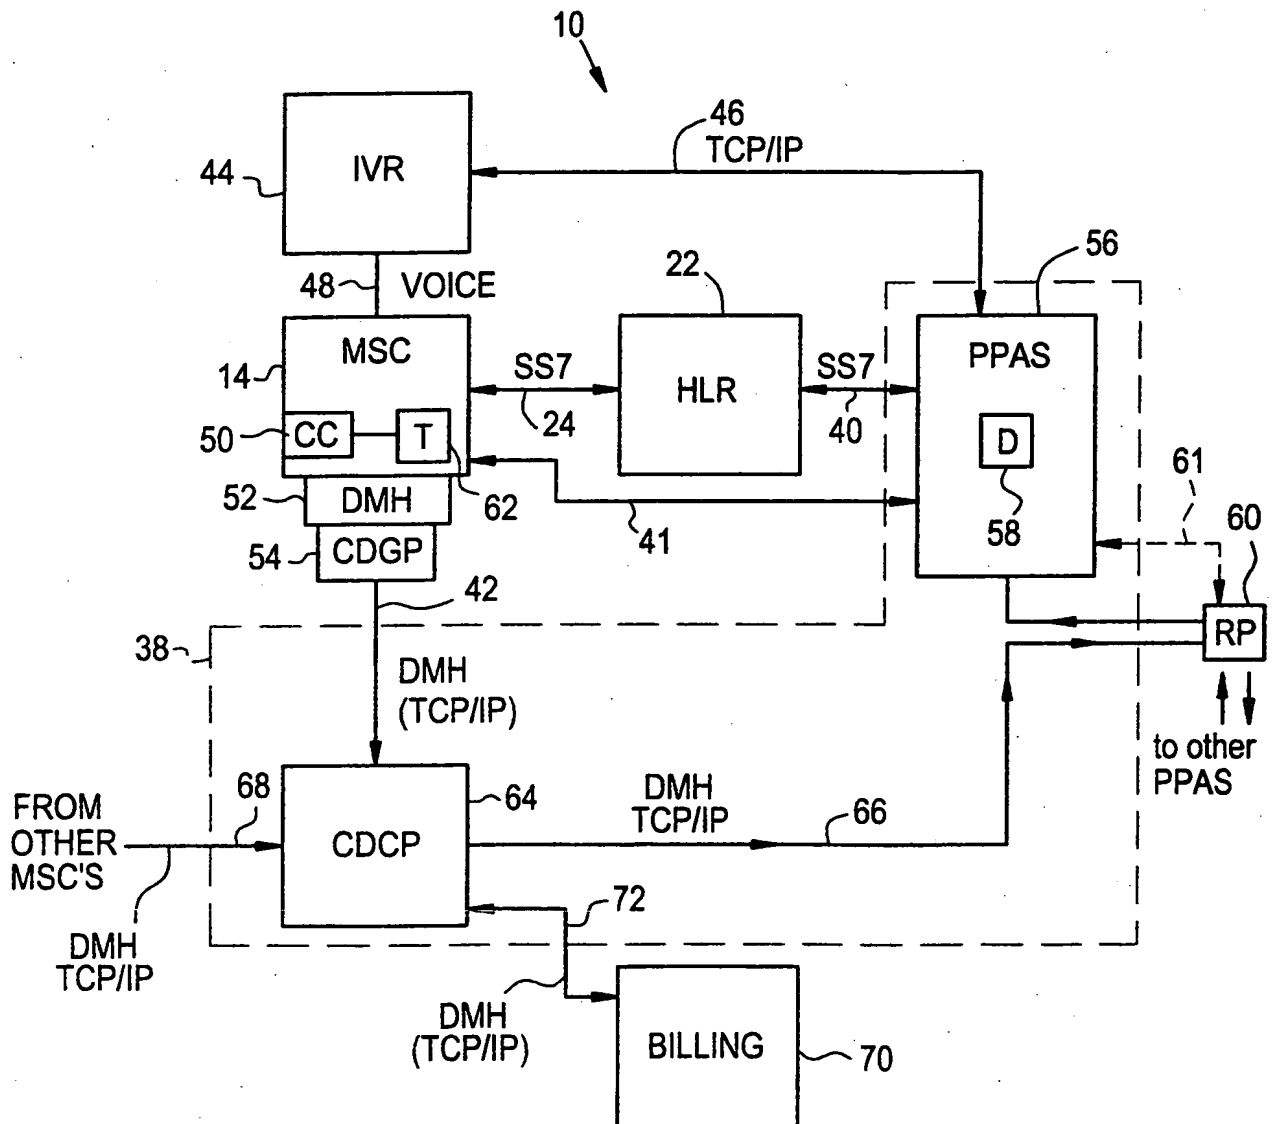 10
46
TCP/IP
IVR
44
48
VOICE
22
56
MSC
14
SS7
24
HLR
SS7
40
PPAS
D
58
50
CC
T
62
52
DMH
54
CDGP
41
61
60
RP
42
38
DMH
(TCP/IP)
to other
PPAS
FROM
OTHER
MSC'S
68
CDCP
64
DMH
TCP/IP
66
DMH
TCP/IP
72
DMH
(TCP/IP)
BILLING
70